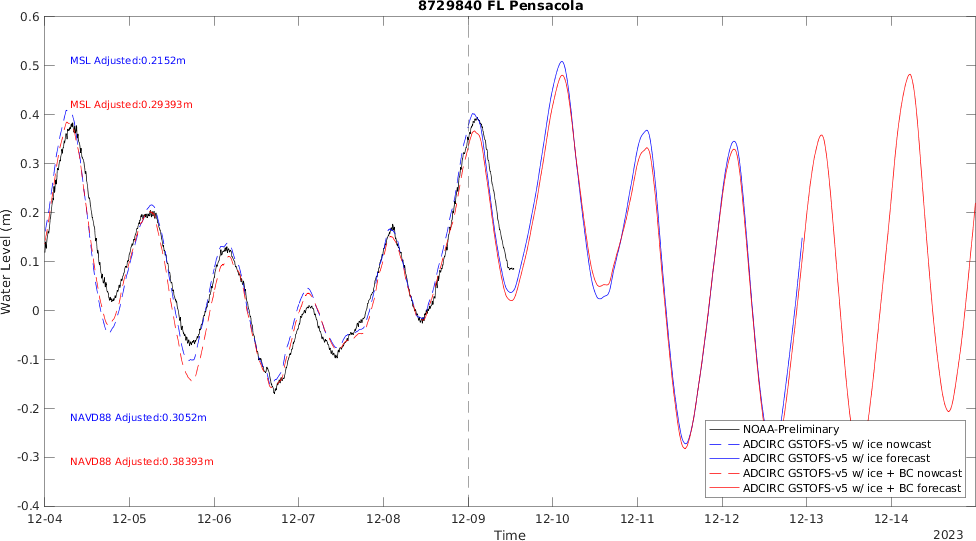 8729840 FL Pensacola
0.6
0.5
0.4
0.3
0.2
0.1
0
-0.1
-0.2
-0.3
-0.4
Water Level (m)
MSL Adjusted:0.2152m
MSL Adjusted:0.29393m
NAVD88 Adjusted:0.3052m
NAVD88 Adjusted:0.38393m
NOAA-Preliminary
ADCIRC GSTOFS-v5 w/ ice nowcast
ADCIRC GSTOFS-v5 w/ ice forecast
ADCIRC GSTOFS-v5 w/ ice + BC nowcast
ADCIRC GSTOFS-v5 w/ ice + BC forecast
12-04 12-05 12-06 12-07 12-08 12-09 12-10 12-11 12-12 12-13 12-14
Time
2023